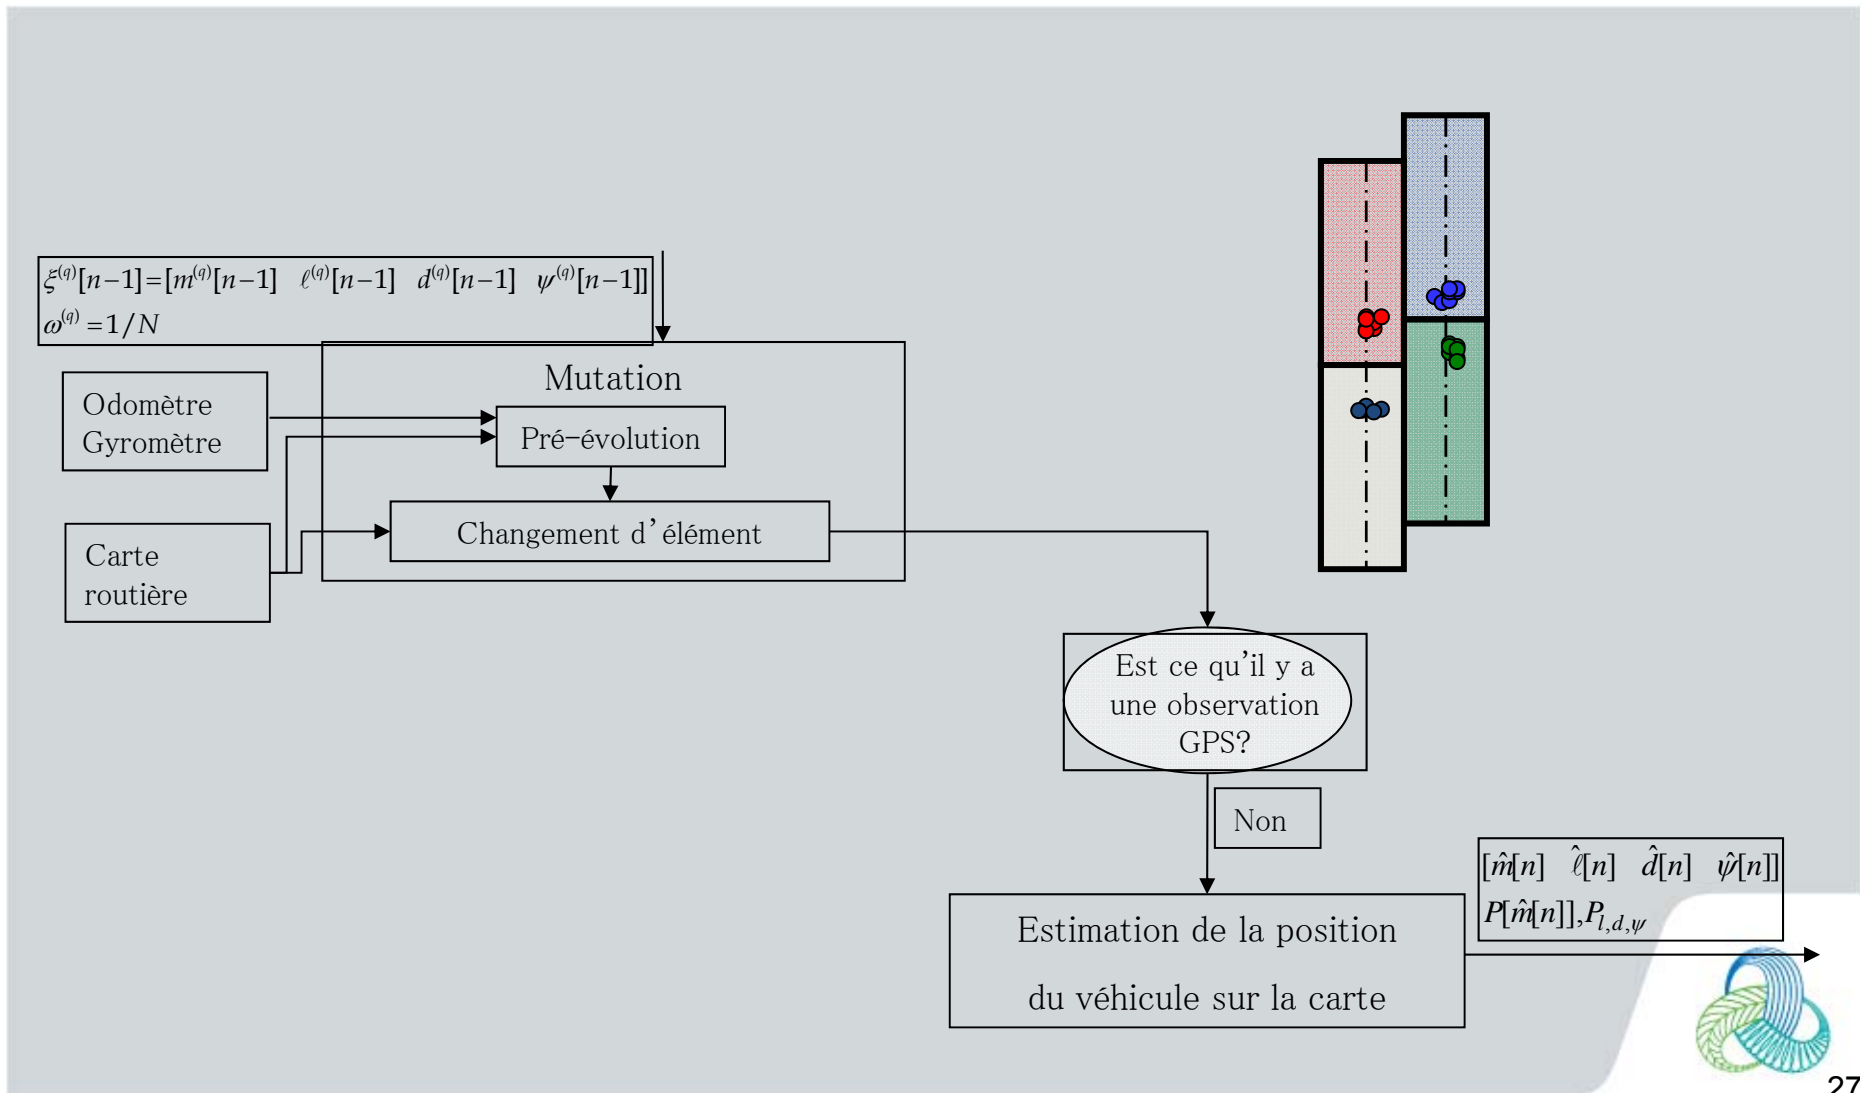 ξ^(q)[n−1]=[m^(q)[n−1] ℓ^(q)[n−1] d^(q)[n−1] ψ^(q)[n−1]]
ω^(q) = 1/N
Mutation
Odomètre
Gyromètre
Pré-évolution
Changement d'élément
Carte
routière
Est ce qu'il y a
une observation
GPS?
Non
[m̂[n] ℓ̂[n] d̂[n] ψ̂[n]]
P[m̂[n]],P_l,d,ψ
Estimation de la position
du véhicule sur la carte
27